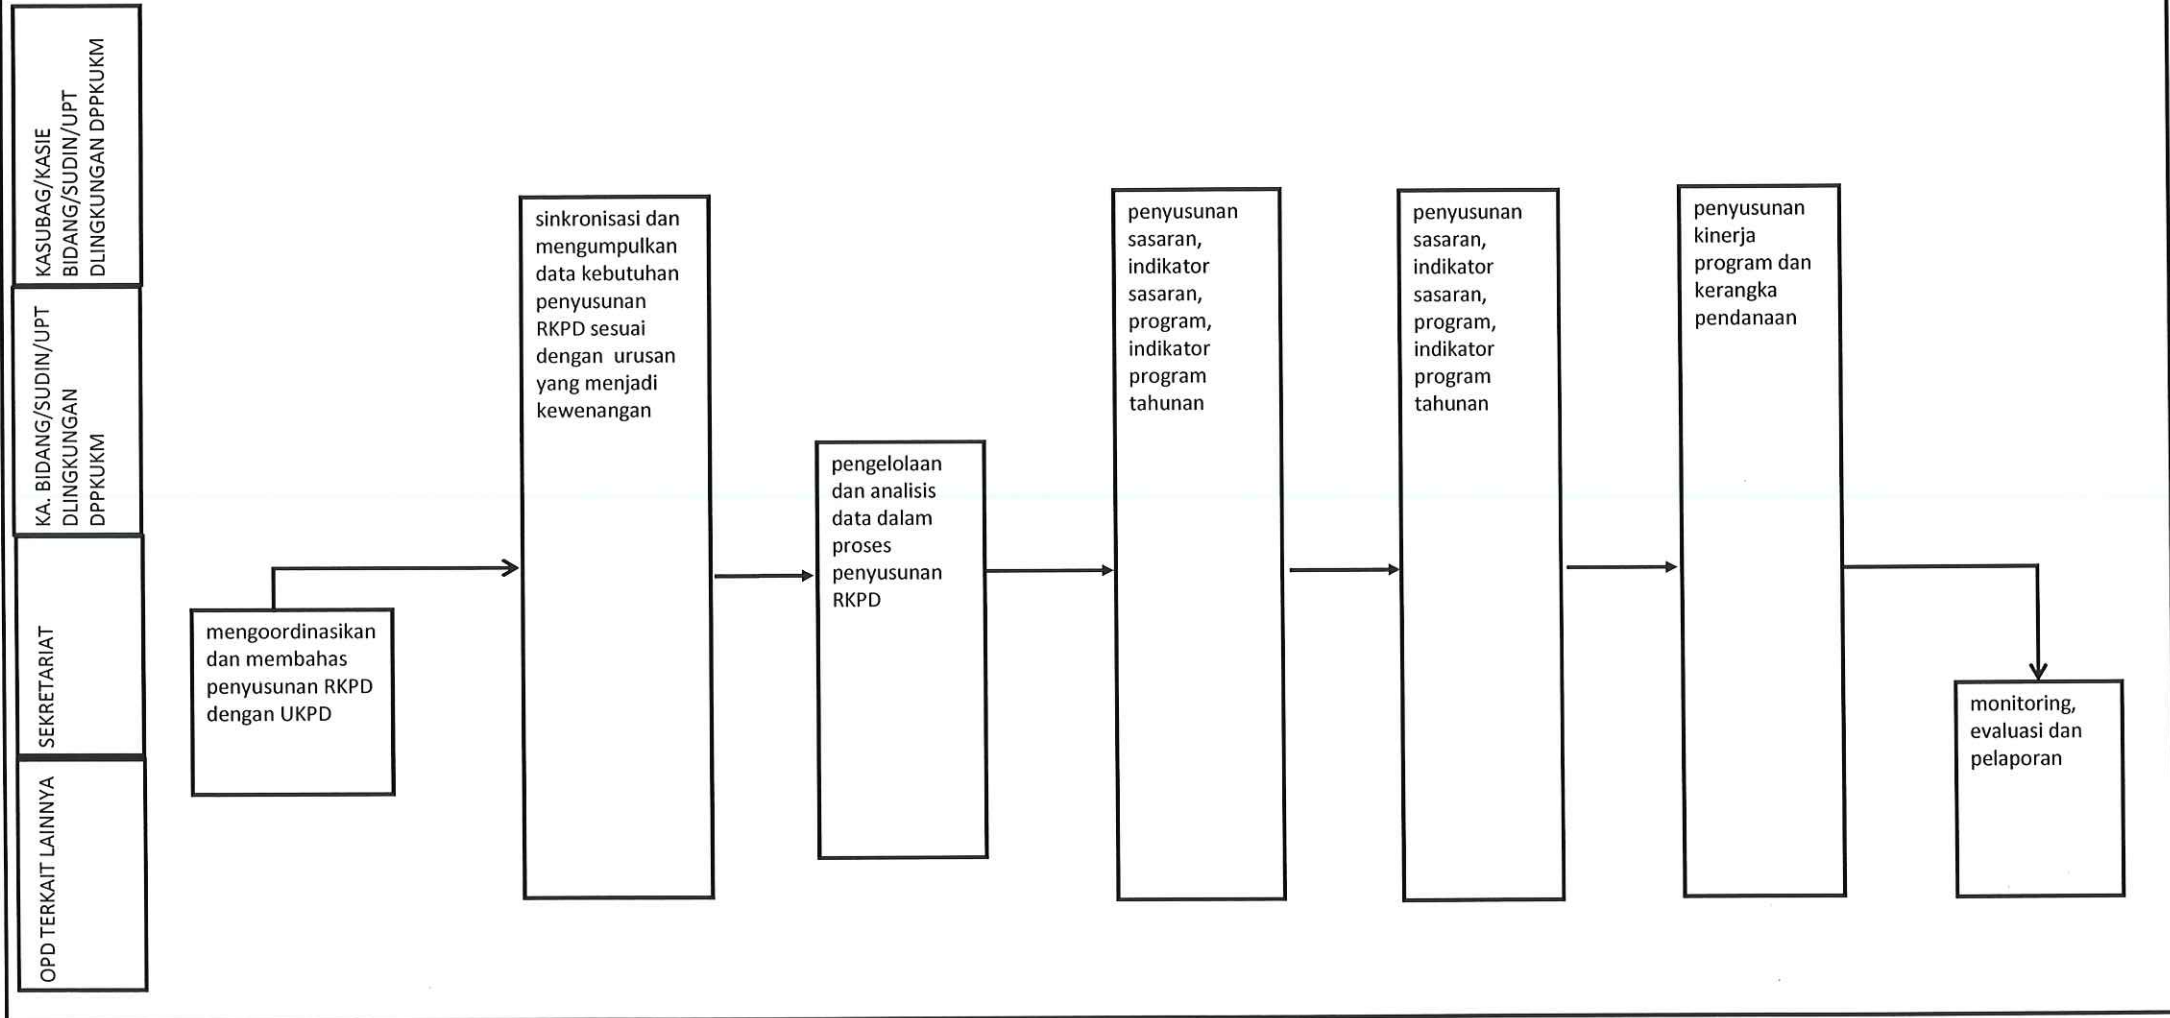 KASUBAG/KASIE
BIDANG/SUDIN/UPT
DLINGKUNGAN DPPKUKM
KA. BIDANG/SUDIN/UPT
DLINGKUNGAN
DPPKUKM
SEKRETARIAT
OPD TERKAIT LAINNYA
mengoordinasikan
dan membahas
penyusunan RKPD
dengan UKPD
sinkronisasi dan
mengumpulkan
data kebutuhan
penyusunan
RKPD sesuai
dengan urusan
yang menjadi
kewenangan
pengelolaan
dan analisis
data dalam
proses
penyusunan
RKPD
penyusunan
sasaran,
indikator
sasaran,
program,
indikator
program
tahunan
penyusunan
sasaran,
indikator
sasaran,
program,
indikator
program
tahunan
penyusunan
kinerja
program dan
kerangka
pendanaan
monitoring,
evaluasi dan
pelaporan